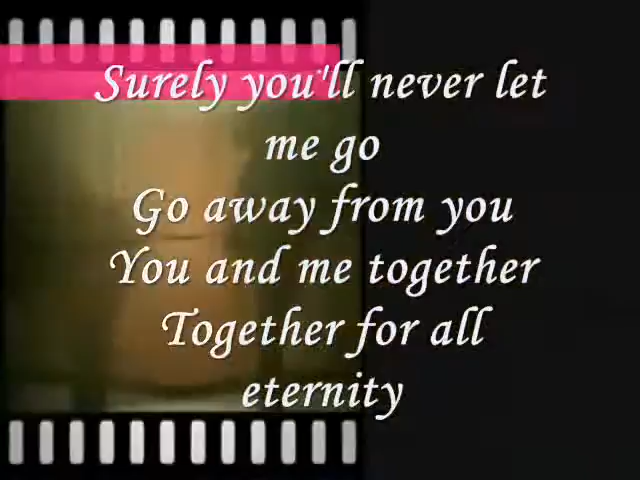 Surely you'll never let
me go
Go away from you
You and me together
Together for all
eternity